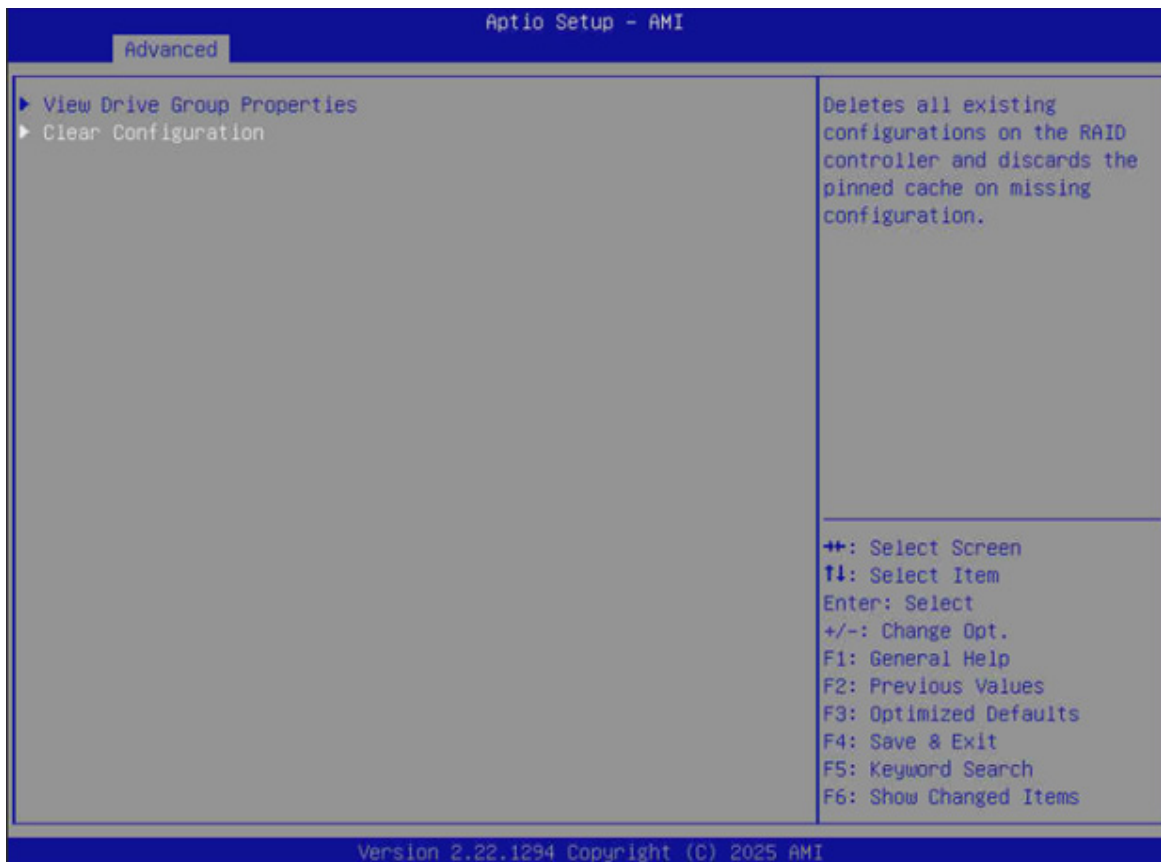 Aptio Setup - AMI
Advanced
View Drive Group Properties
Clear Configuration
Deletes all existing
configurations on the RAID
controller and discards the
pinned cache on missing
configuration.
→←: Select Screen
↑↓: Select Item
Enter: Select
+/-: Change Opt.
F1: General Help
F2: Previous Values
F3: Optimized Defaults
F4: Save & Exit
F5: Keyword Search
F6: Show Changed Items
Version 2.22.1294 Copyright (C) 2025 AMI